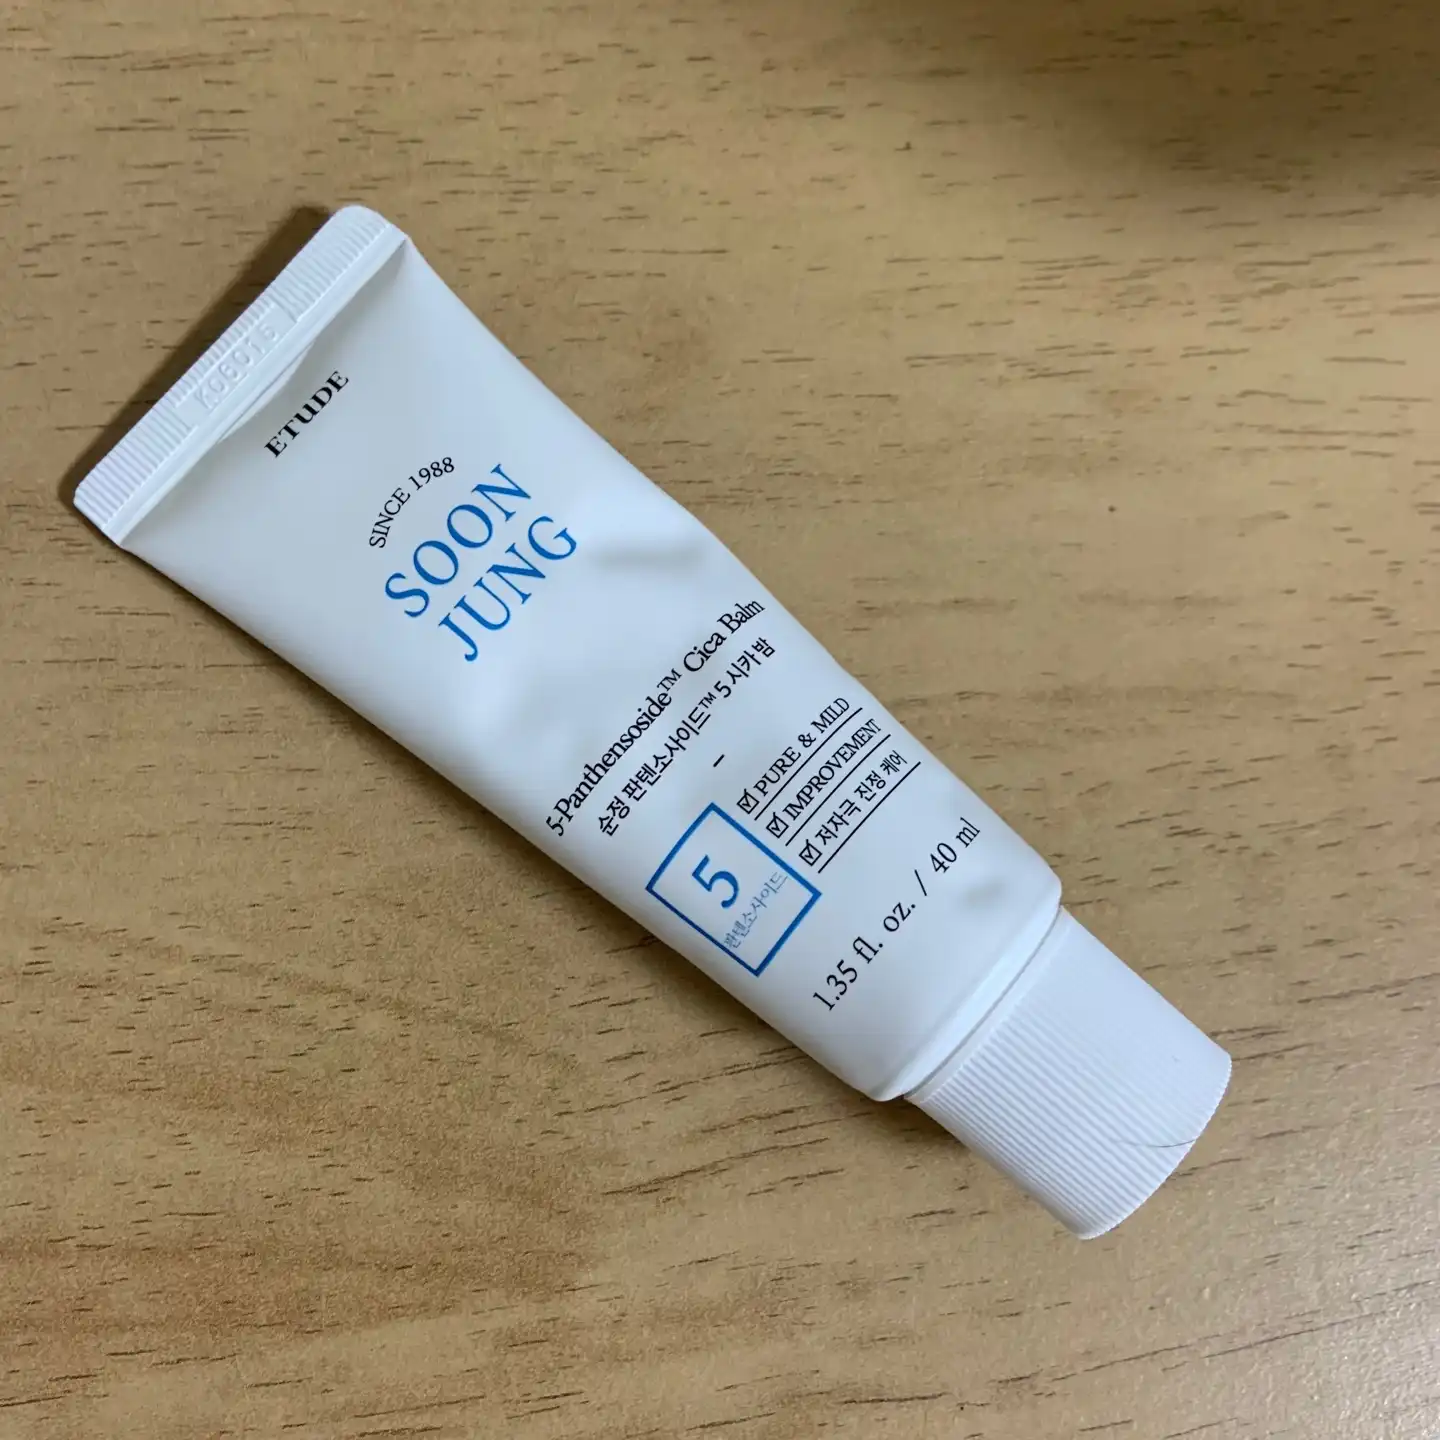 K06015
ETUDE
SINCE 1988
SOON
JUNG
5-Panthensoside™ Cica Balm
순정 판텐소사이드™ 5 시카밤
5
판텐소사이드
PURE & MILD
IMPROVEMENT
저자극 진정 케어
1.35 fl. oz. / 40 ml